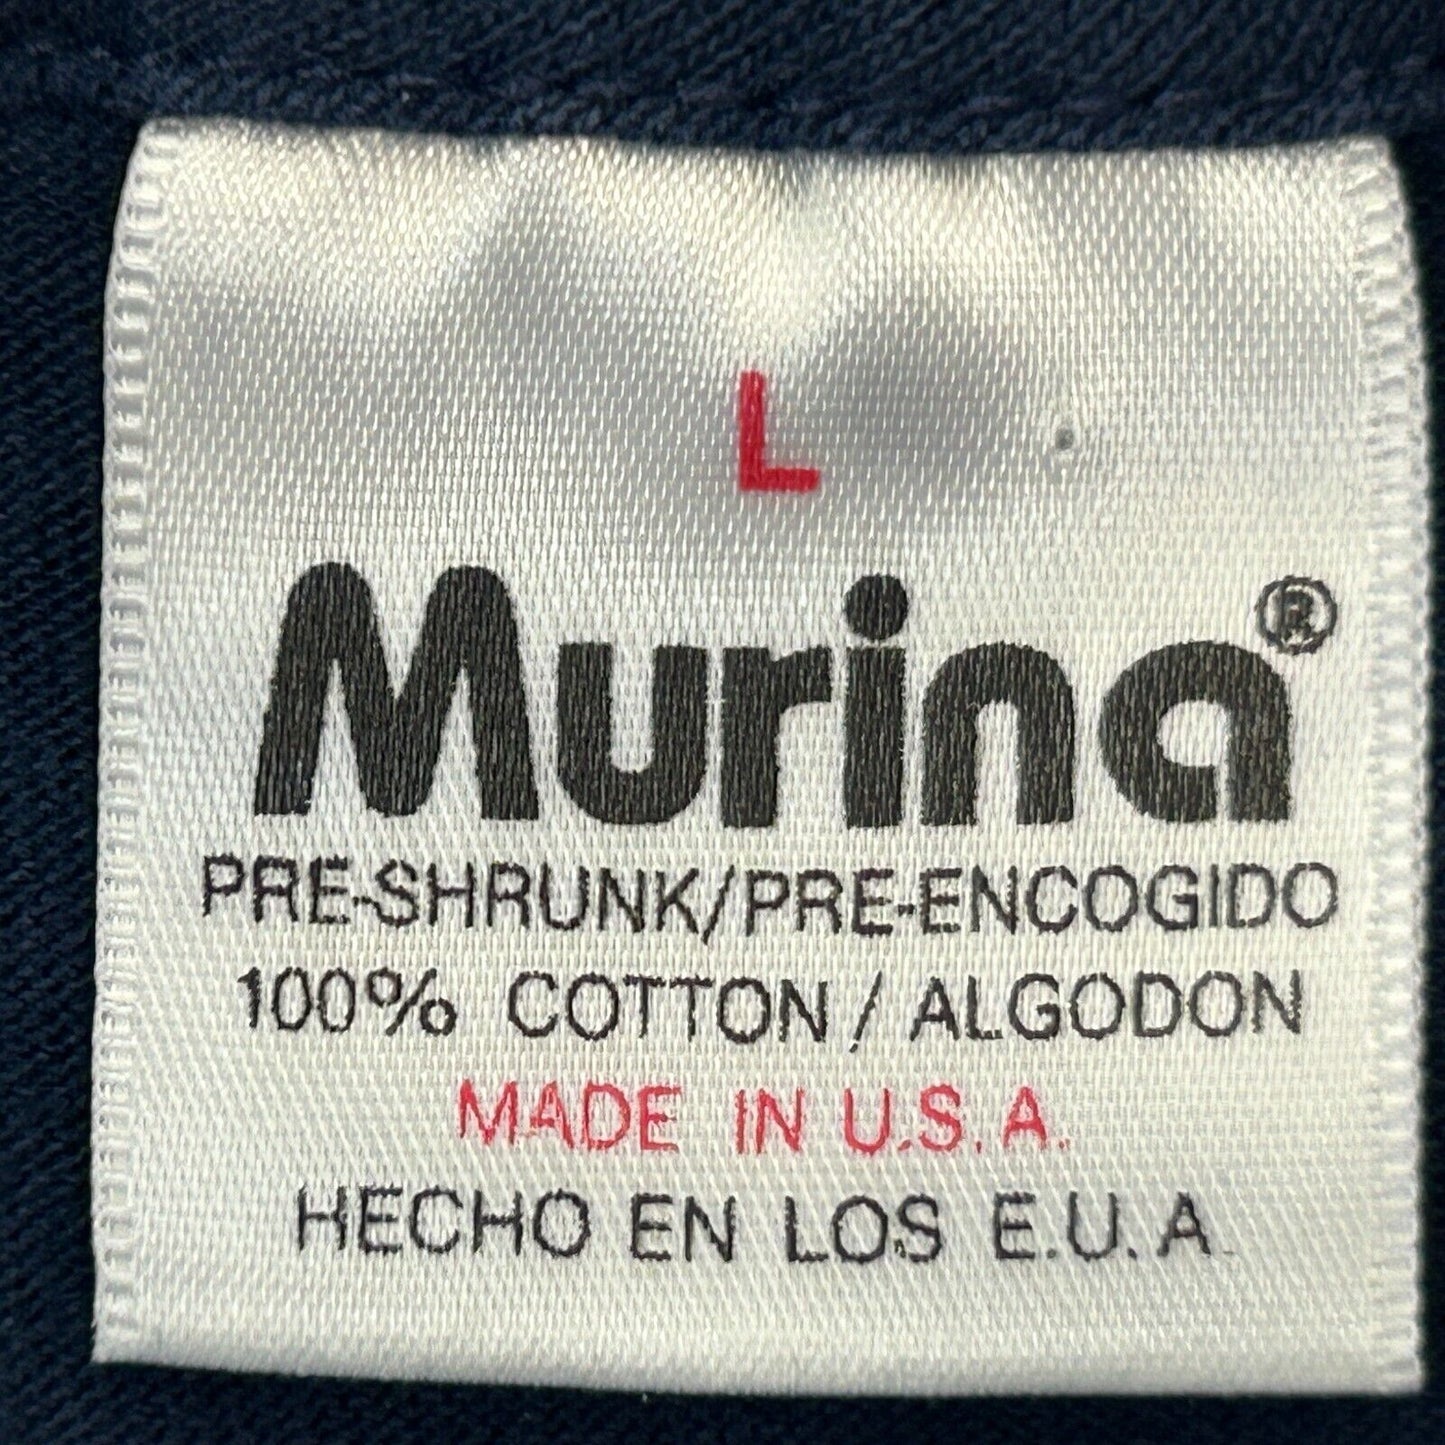 L
Murina®
PRE-SHRUNK/PRE-ENCOGIDO
100% COTTON / ALGODON
MADE IN U.S.A.
HECHO EN LOS E.U.A.